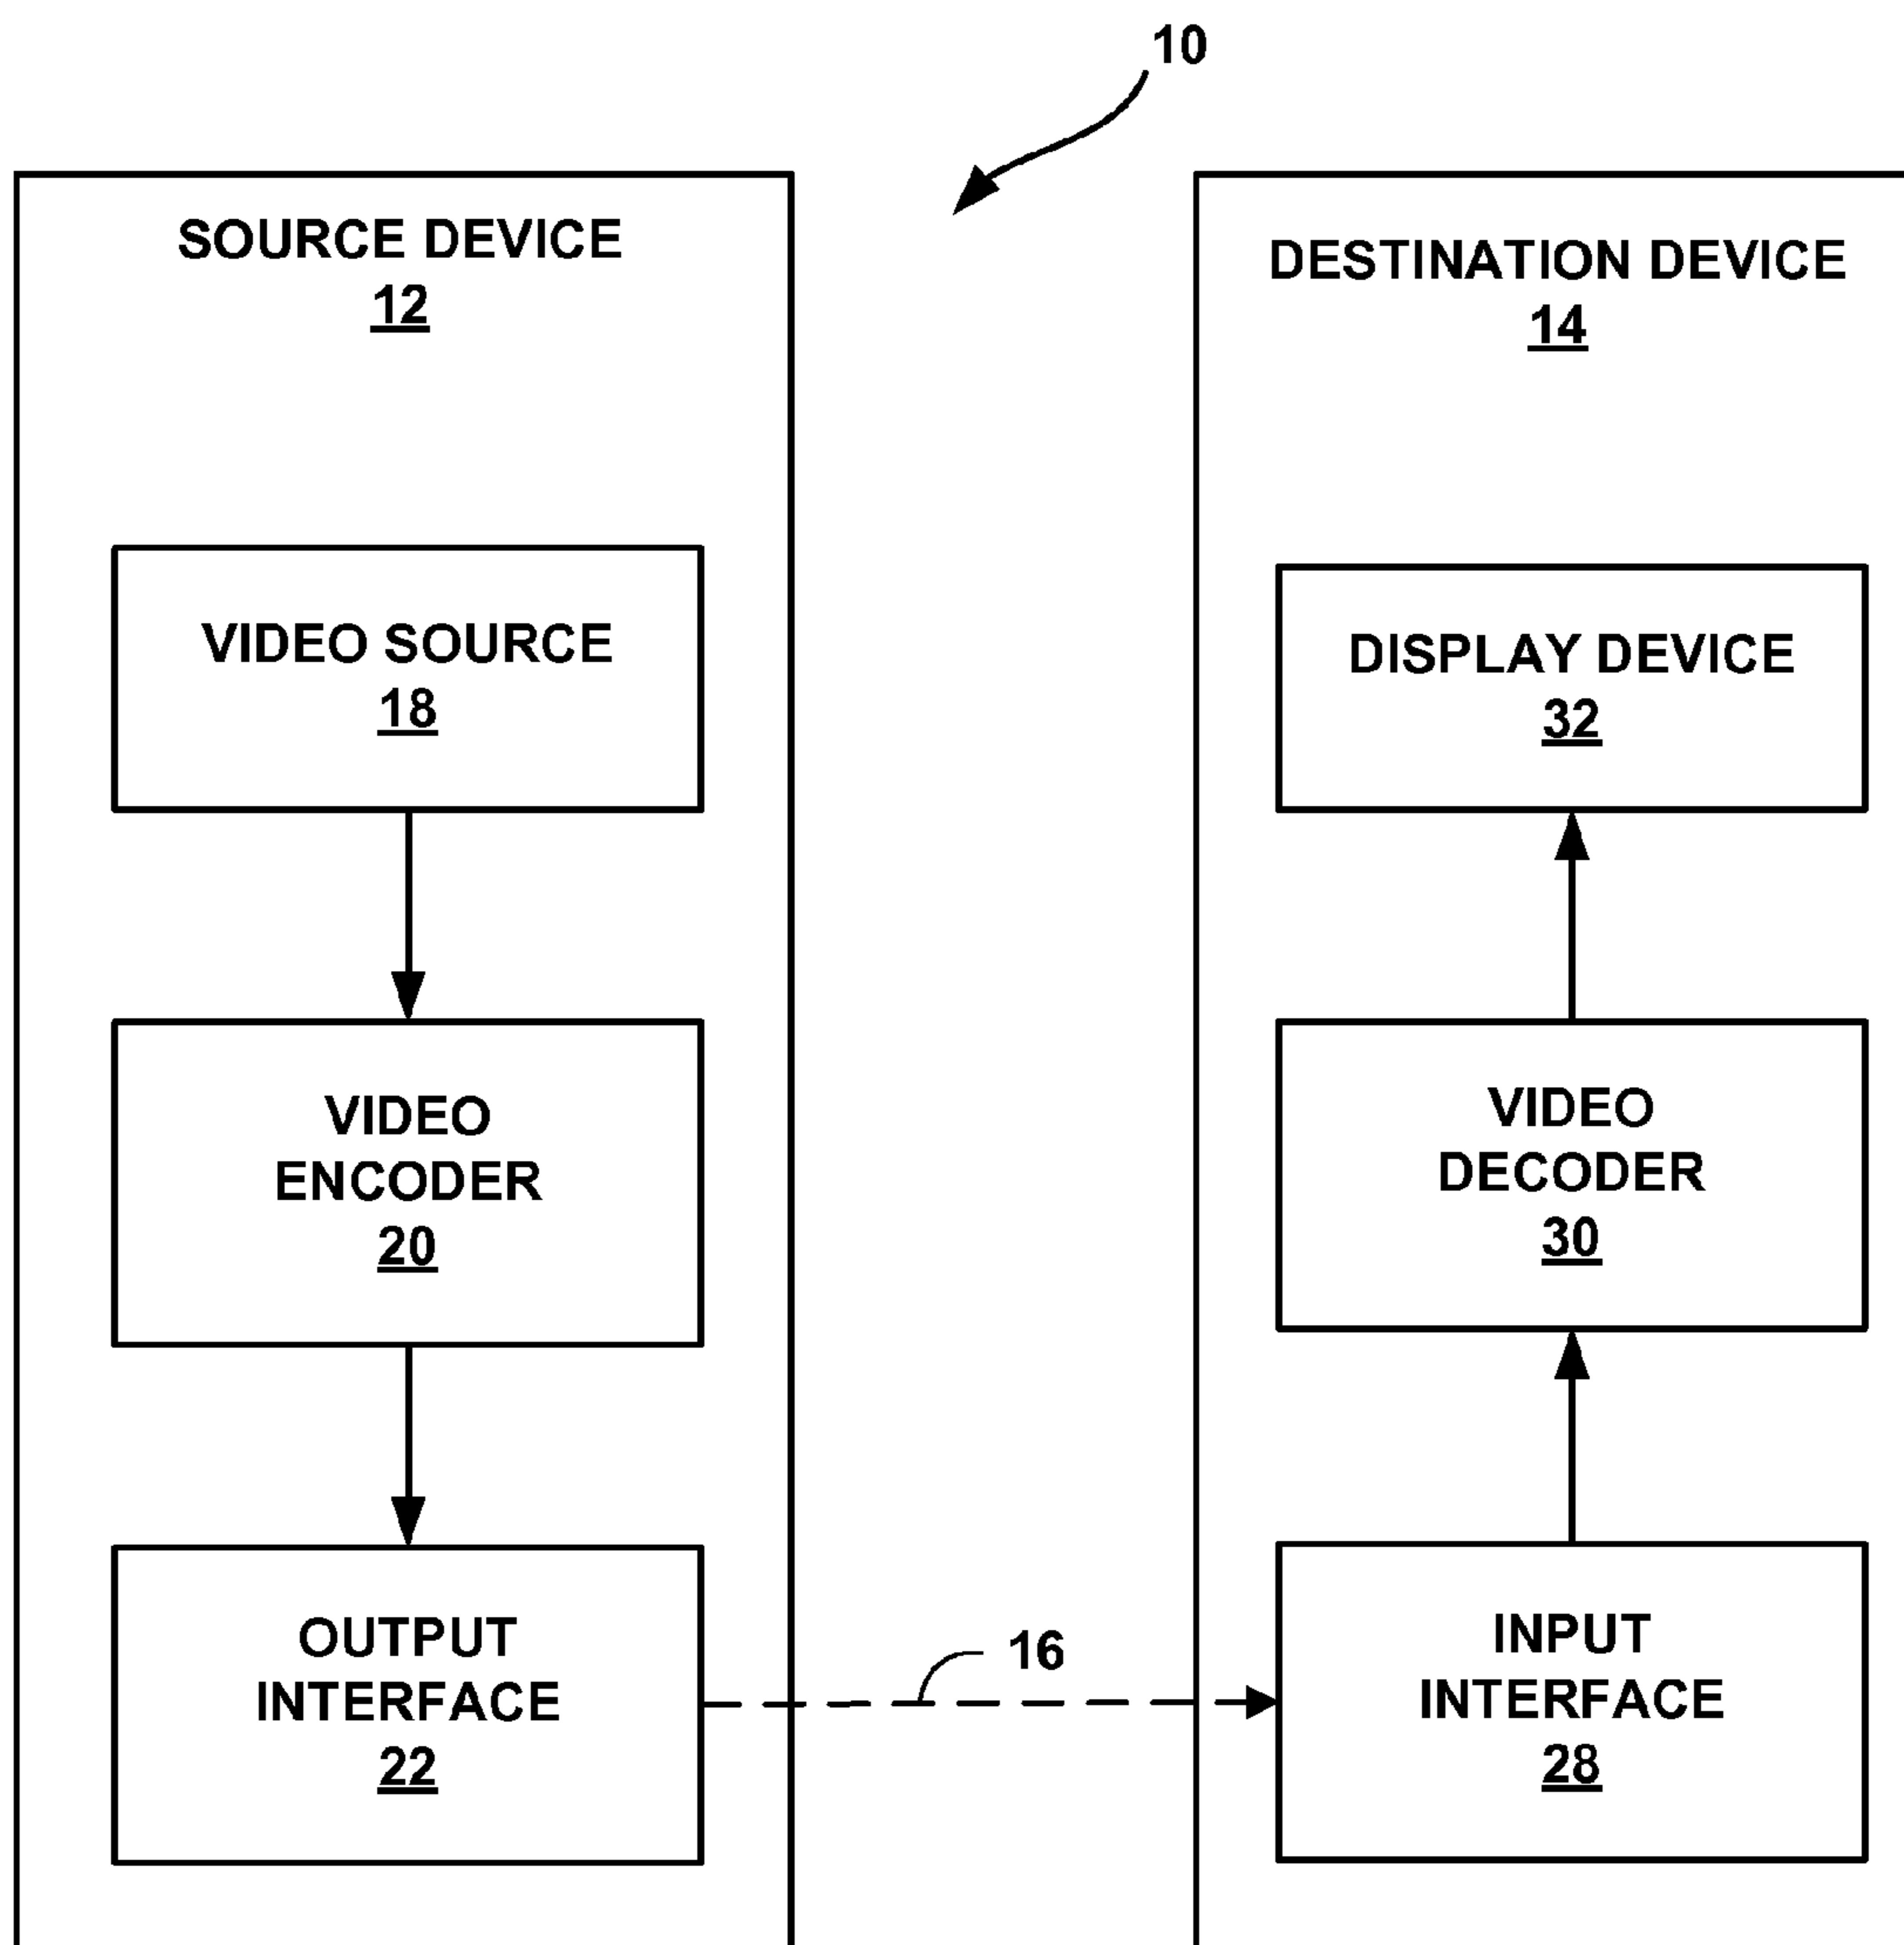 10
SOURCE DEVICE
12
VIDEO SOURCE
18
VIDEO
ENCODER
20
OUTPUT
INTERFACE
22
16
DESTINATION DEVICE
14
DISPLAY DEVICE
32
VIDEO
DECODER
30
INPUT
INTERFACE
28